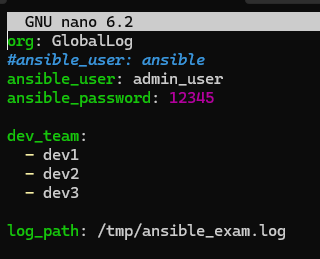 GNU nano 6.2
org: GlobalLog
#ansible_user: ansible
ansible_user: admin_user
ansible_password: 12345
dev_team:
  - dev1
  - dev2
  - dev3
log_path: /tmp/ansible_exam.log